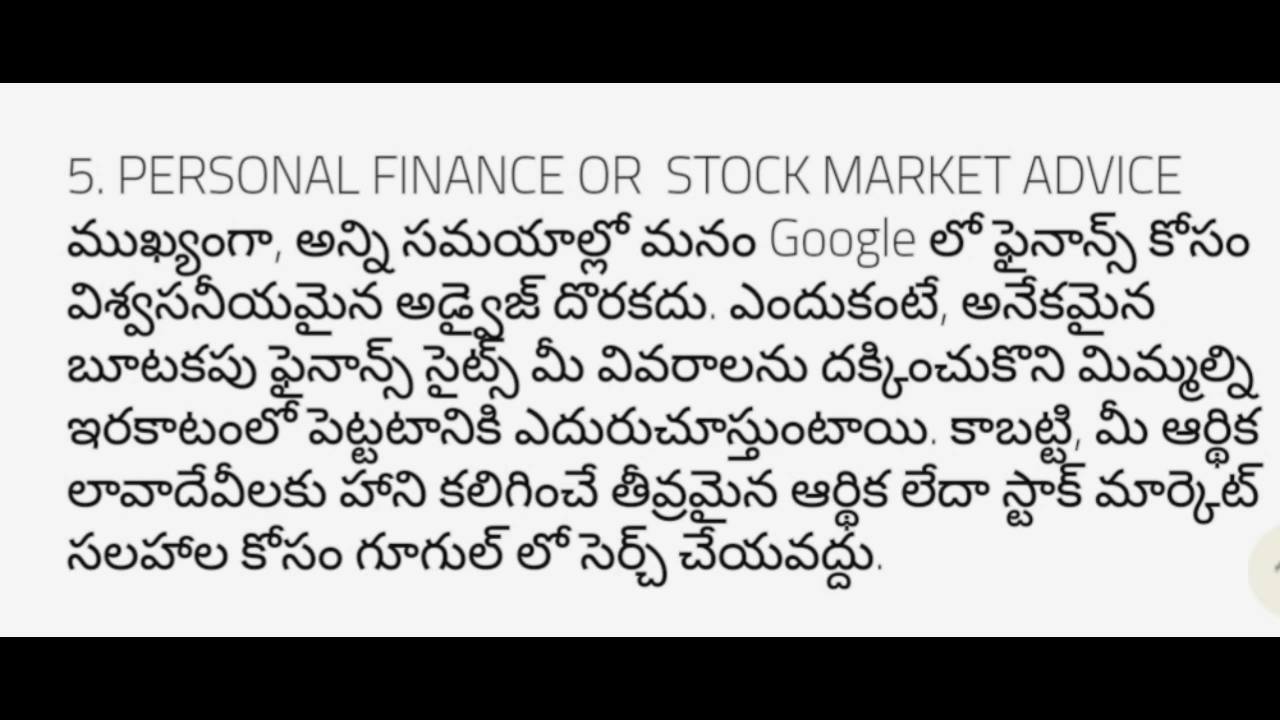 5. PERSONAL FINANCE OR STOCK MARKET ADVICE
ముఖ్యంగా, అన్ని సమయాల్లో మనం Google లో ఫైనాన్స్ కోసం
విశ్వసనీయమైన అడ్వైజ్ దొరకదు. ఎందుకంటే, అనేకమైన
బూటకపు ఫైనాన్స్ సైట్స్ మీ వివరాలను దక్కించుకొని మిమ్మల్ని
ఇరకాటంలో పెట్టటానికి ఎదురుచూస్తుంటాయి. కాబట్టి, మీ ఆర్థిక
లావాదేవీలకు హాని కలిగించే తీవ్రమైన ఆర్థిక లేదా స్టాక్ మార్కెట్
సలహాల కోసం గూగుల్ లో సెర్చ్ చేయవద్దు.